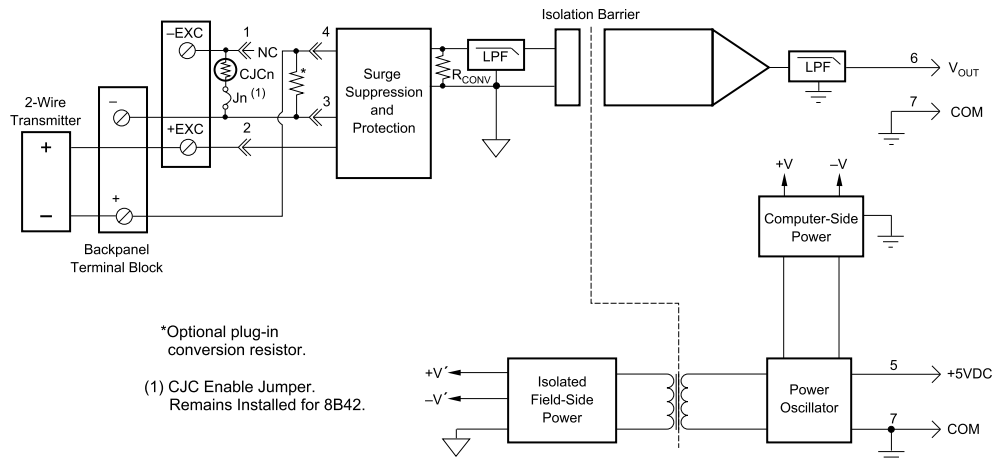 Isolation Barrier
–EXC
1
NC
4
CJCn
*
Jn (1)
Surge
Suppression
and
Protection
RCONV
LPF
LPF
6
VOUT
7
COM
2-Wire
Transmitter
–
3
+EXC
2
+
–
+
Backpanel
Terminal Block
+V
–V
Computer-Side
Power
*Optional plug-in
conversion resistor.
(1) CJC Enable Jumper.
Remains Installed for 8B42.
+V´
–V´
Isolated
Field-Side
Power
Power
Oscillator
5
+5VDC
7
COM